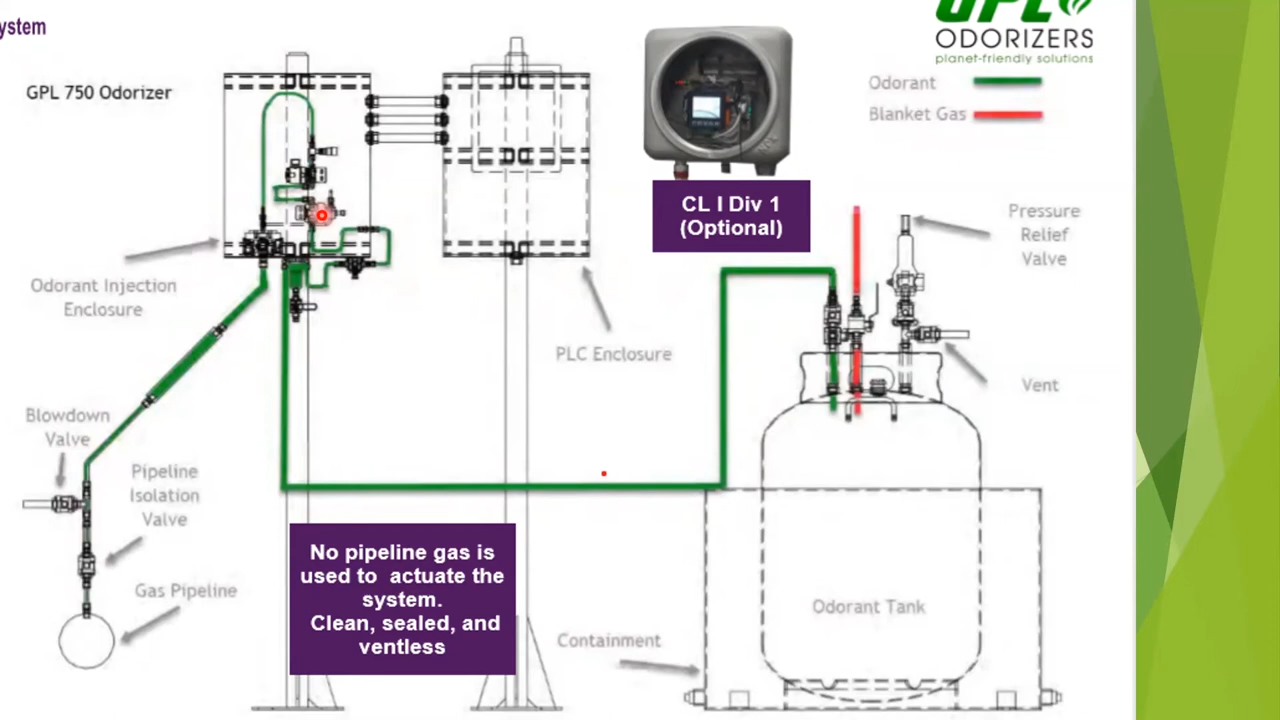 ystem
GPL
ODORIZERS
planet-friendly solutions
GPL 750 Odorizer
Odorant
Blanket Gas
CL I Div 1
(Optional)
Pressure
Relief
Valve
Odorant Injection
Enclosure
PLC Enclosure
Vent
Blowdown
Valve
Pipeline
Isolation
Valve
Gas Pipeline
No pipeline gas is
used to actuate the
system.
Clean, sealed, and
ventless
Containment
Odorant Tank